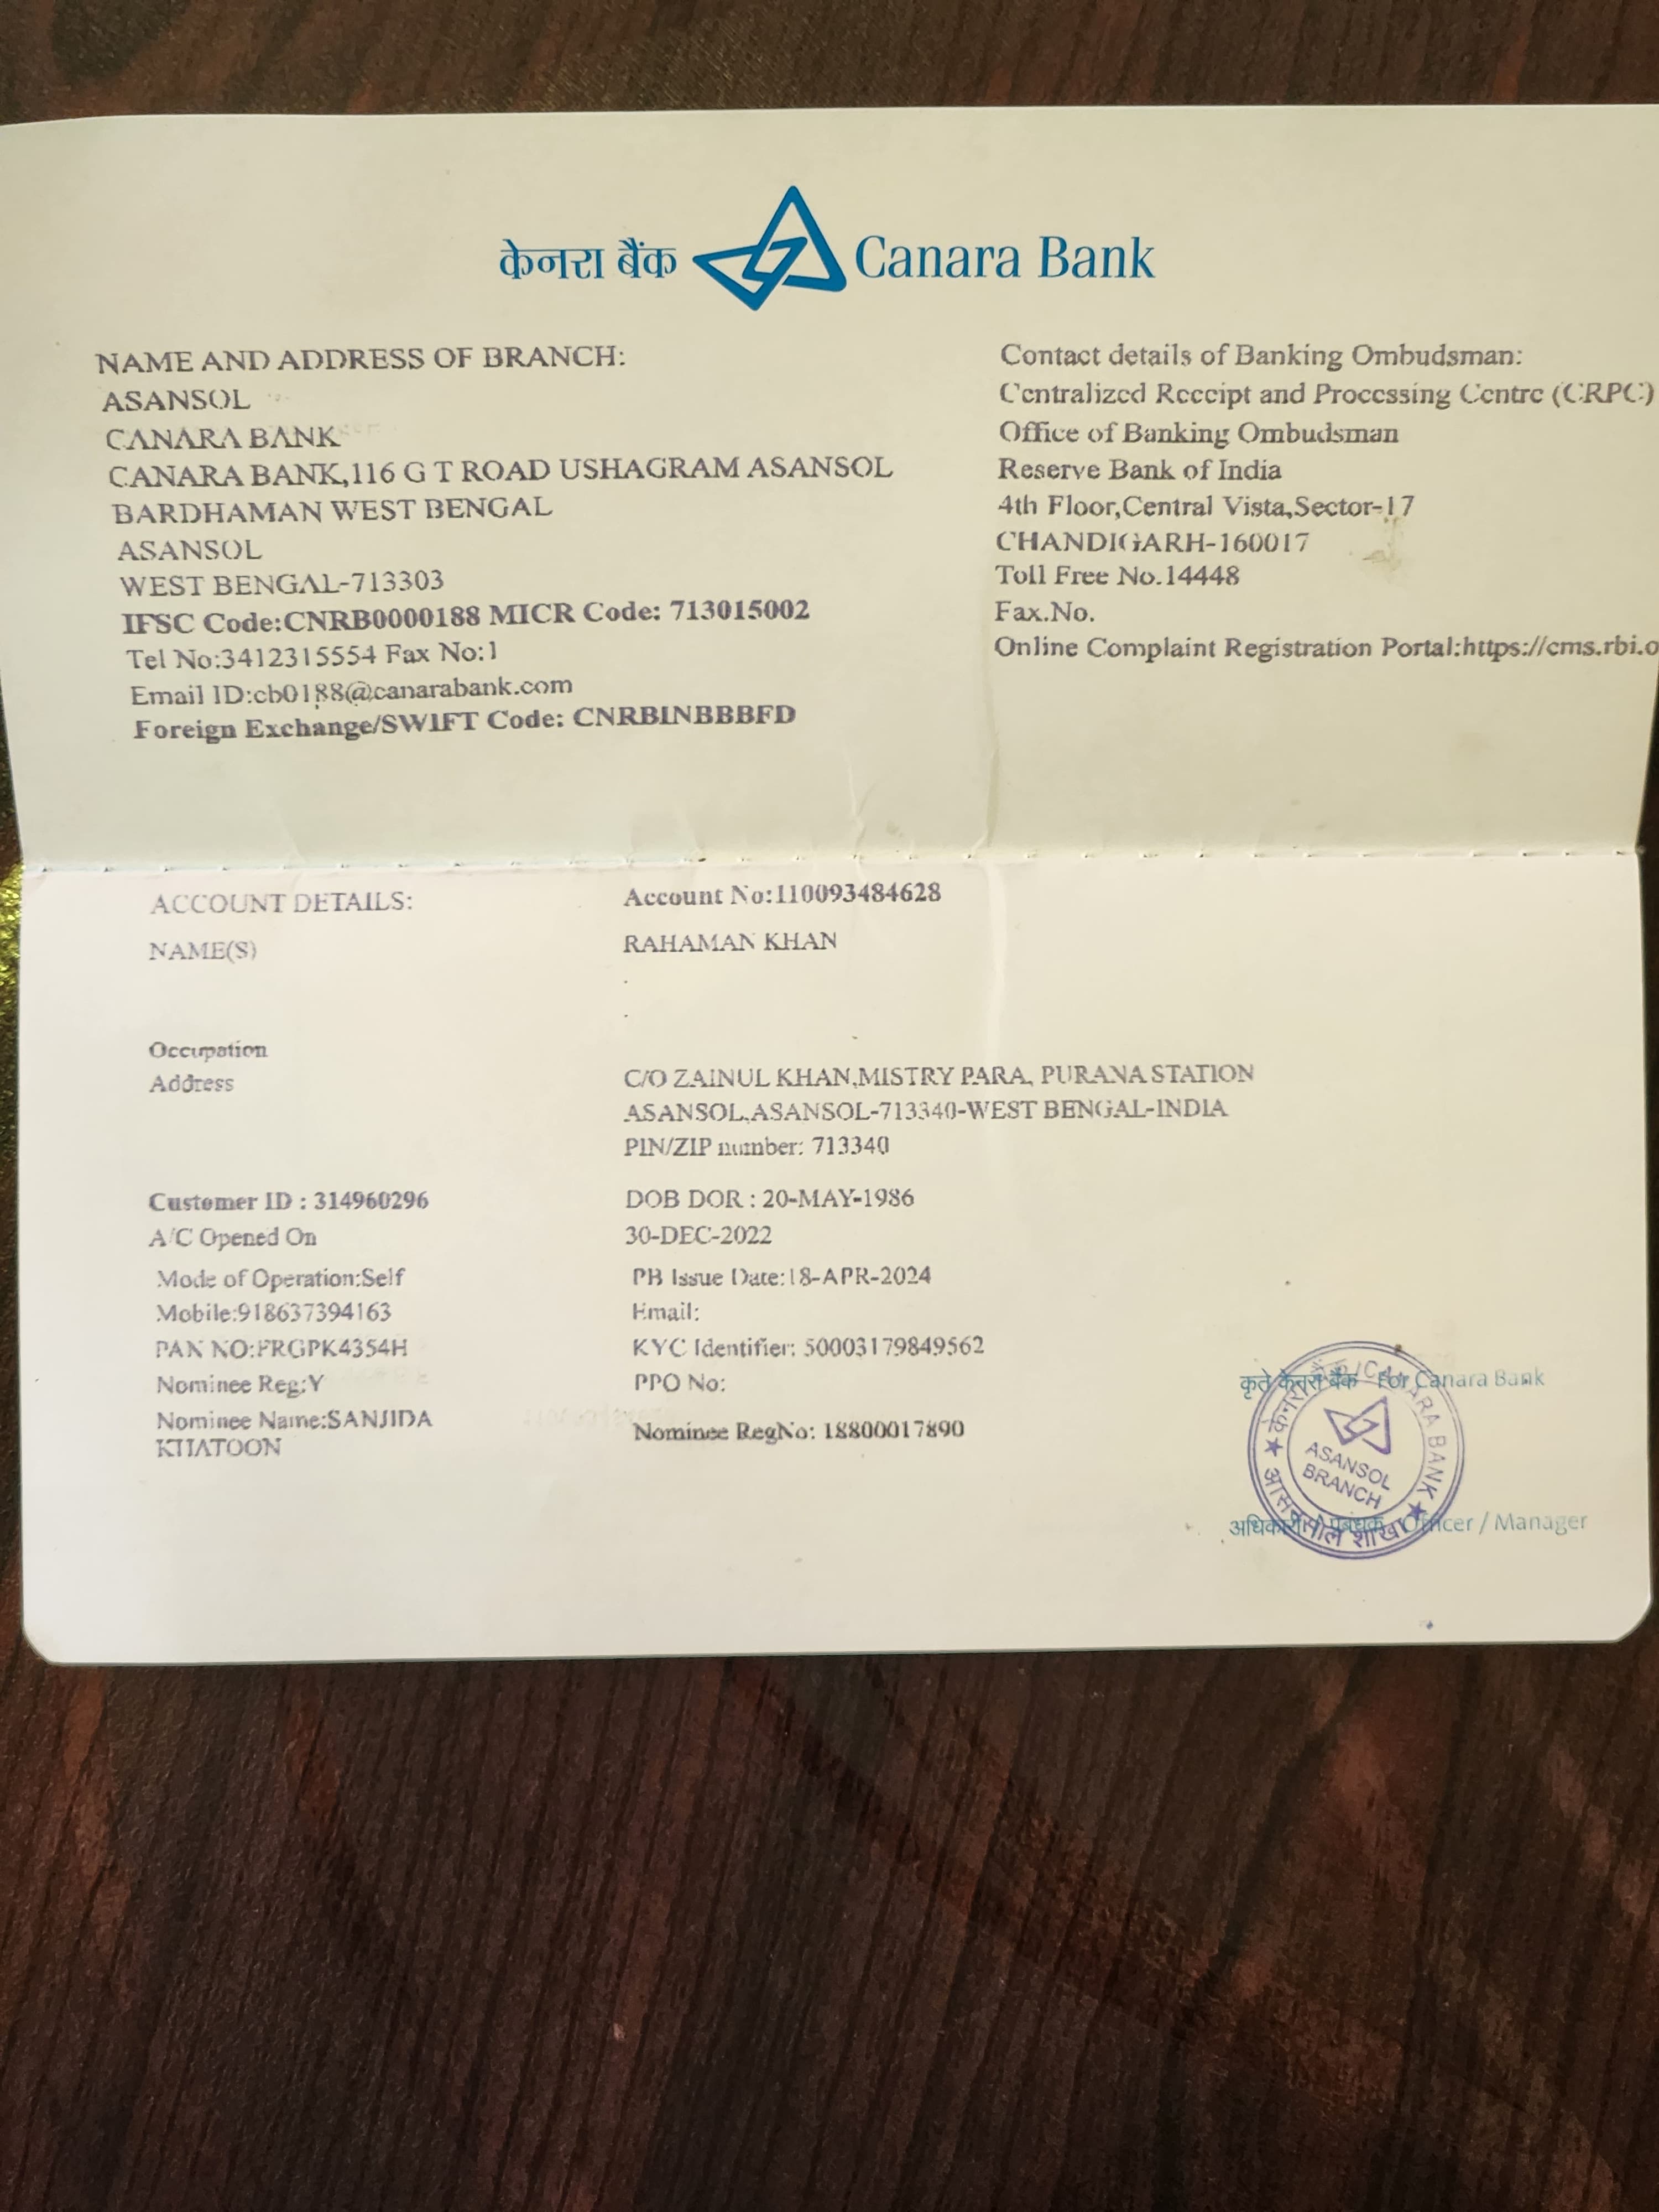 केनरा बैंक Canara Bank
NAME AND ADDRESS OF BRANCH:
ASANSOL
CANARA BANK
CANARA BANK,116 G T ROAD USHAGRAM ASANSOL
BARDHAMAN WEST BENGAL
ASANSOL
WEST BENGAL-713303
IFSC Code:CNRB0000188 MICR Code: 713015002
Tel No:3412315554 Fax No:1
Email ID:cb0188@canarabank.com
Foreign Exchange/SWIFT Code: CNRBINBBBFD
Contact details of Banking Ombudsman:
Centralized Receipt and Processing Centre (CRPC)
Office of Banking Ombudsman
Reserve Bank of India
4th Floor,Central Vista,Sector-17
CHANDIGARH-160017
Toll Free No.14448
Fax.No.
Online Complaint Registration Portal:https://cms.rbi.o
ACCOUNT DETAILS: Account No:110093484628
NAME(S) RAHAMAN KHAN
.
.
Occupation
Address C/O ZAINUL KHAN,MISTRY PARA, PURANA STATION
ASANSOL,ASANSOL-713340-WEST BENGAL-INDIA
PIN/ZIP number: 713340
Customer ID : 314960296 DOB DOR : 20-MAY-1986
A/C Opened On 30-DEC-2022
Mode of Operation:Self PB Issue Date:18-APR-2024
Mobile:918637394163 Email:
PAN NO:FRGPK4354H KYC Identifier: 50003179849562
Nominee Reg:Y PPO No:
Nominee Name:SANJIDA Nominee RegNo: 18800017890
KHATOON
कृते केनरा बैंक For Canara Bank
केनरा बैंक / CANARA BANK
ASANSOL
BRANCH
आसनसोल शाखा
अधिकारी / प्रबंधक Officer / Manager